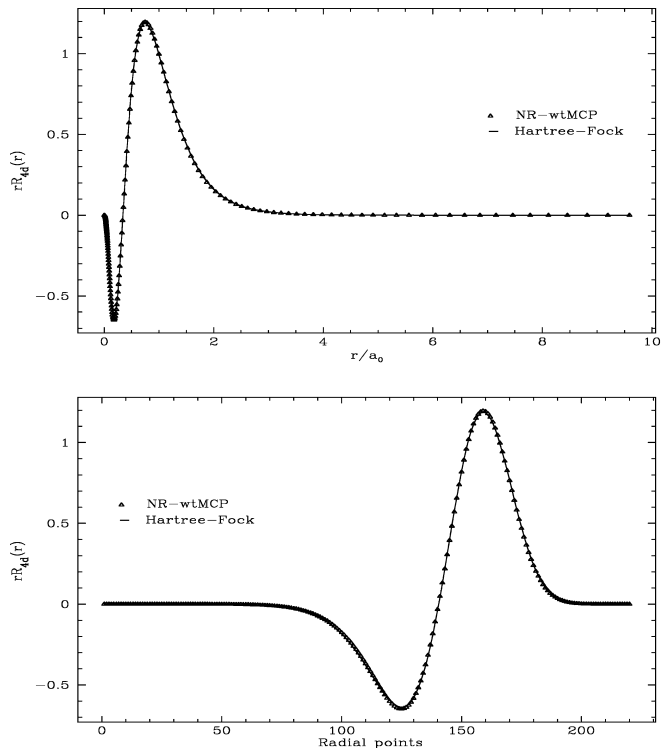 1
0.5
0
−0.5
rR4d(r)
NR−wtMCP
Hartree−Fock
0 2 4 6 8 10
r/a0
1
0.5
0
−0.5
rR4d(r)
NR−wtMCP
Hartree−Fock
0 50 100 150 200
Radial points